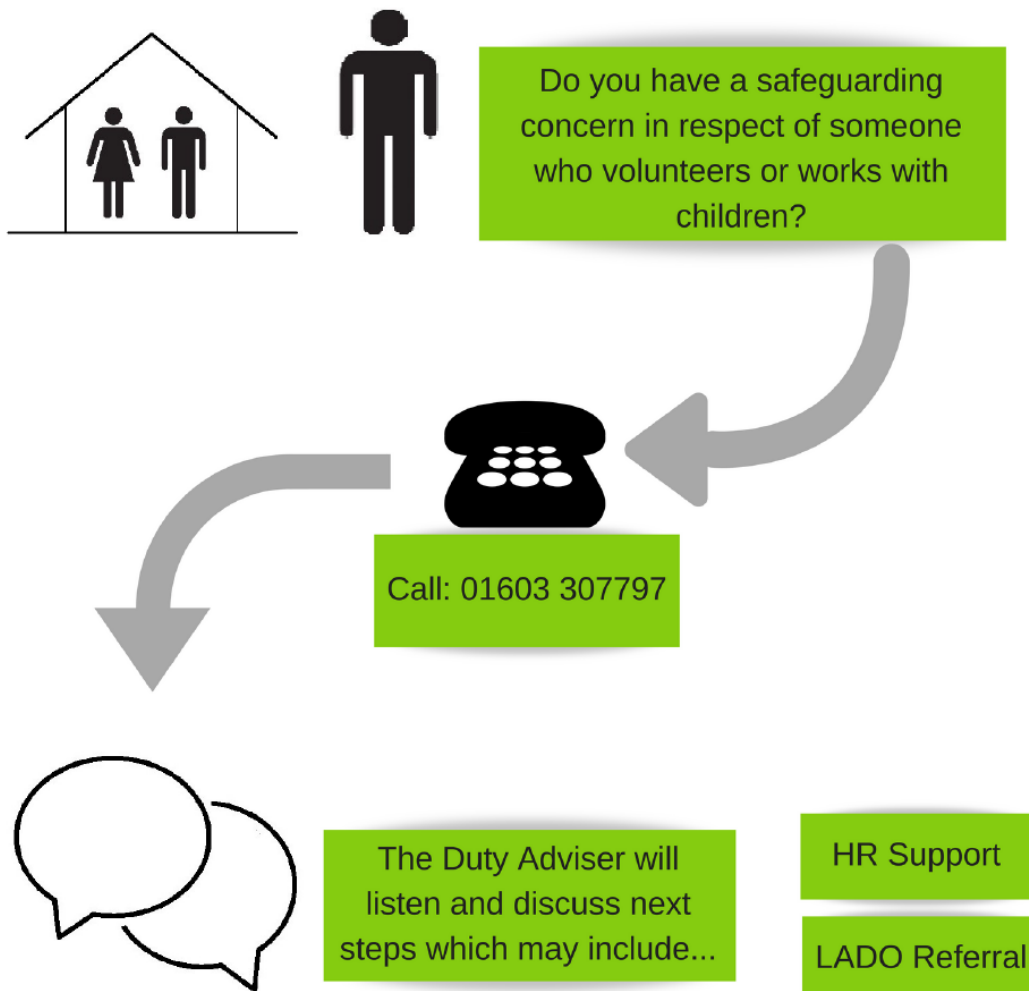 Do you have a safeguarding
concern in respect of someone
who volunteers or works with
children?
Call: 01603 307797
The Duty Adviser will
listen and discuss next
steps which may include...
HR Support
LADO Referral